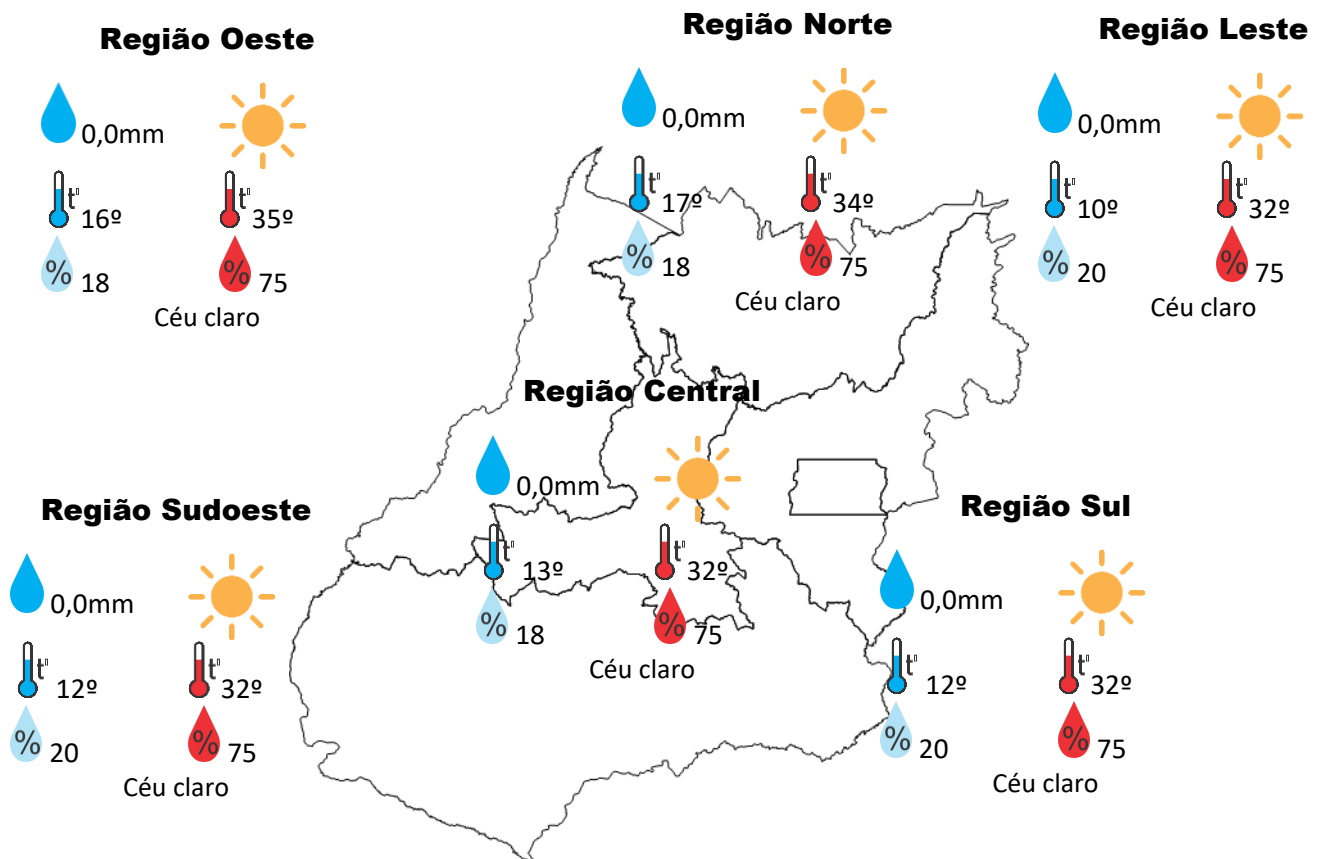 Região Oeste
0,0mm
t°
16º
35º
% 18
% 75
Céu claro
Região Norte
0,0mm
t°
17º
t°
34º
% 18
% 75
Céu claro
Região Leste
0,0mm
t°
10º
t°
32º
% 20
% 75
Céu claro
Região Central
0,0mm
t°
13º
t°
32º
% 18
% 75
Céu claro
Região Sudoeste
0,0mm
t°
12º
t°
32º
% 20
% 75
Céu claro
Região Sul
0,0mm
t°
12º
t°
32º
% 20
% 75
Céu claro